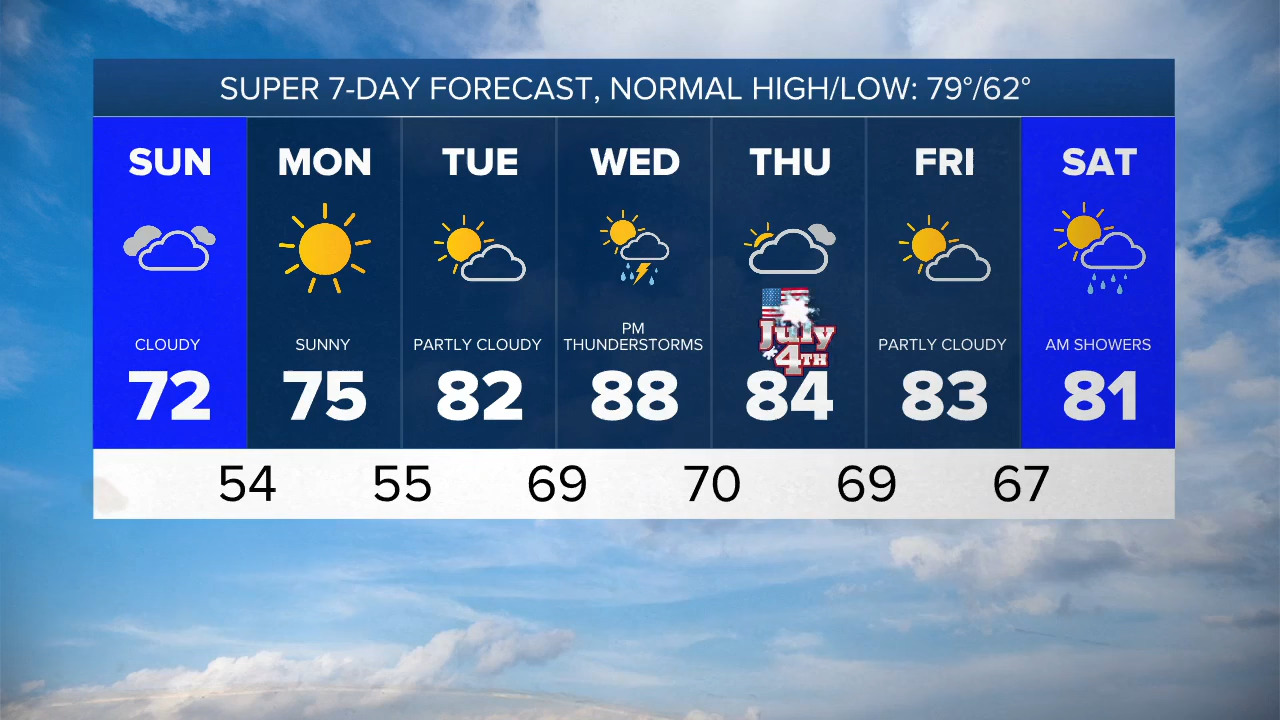 SUPER 7-DAY FORECAST, NORMAL HIGH/LOW: 79°/62°
SUN MON TUE WED THU FRI SAT
July
4TH
PM
CLOUDY SUNNY PARTLY CLOUDY THUNDERSTORMS PARTLY CLOUDY AM SHOWERS
72 75 82 88 84 83 81
54 55 69 70 69 67